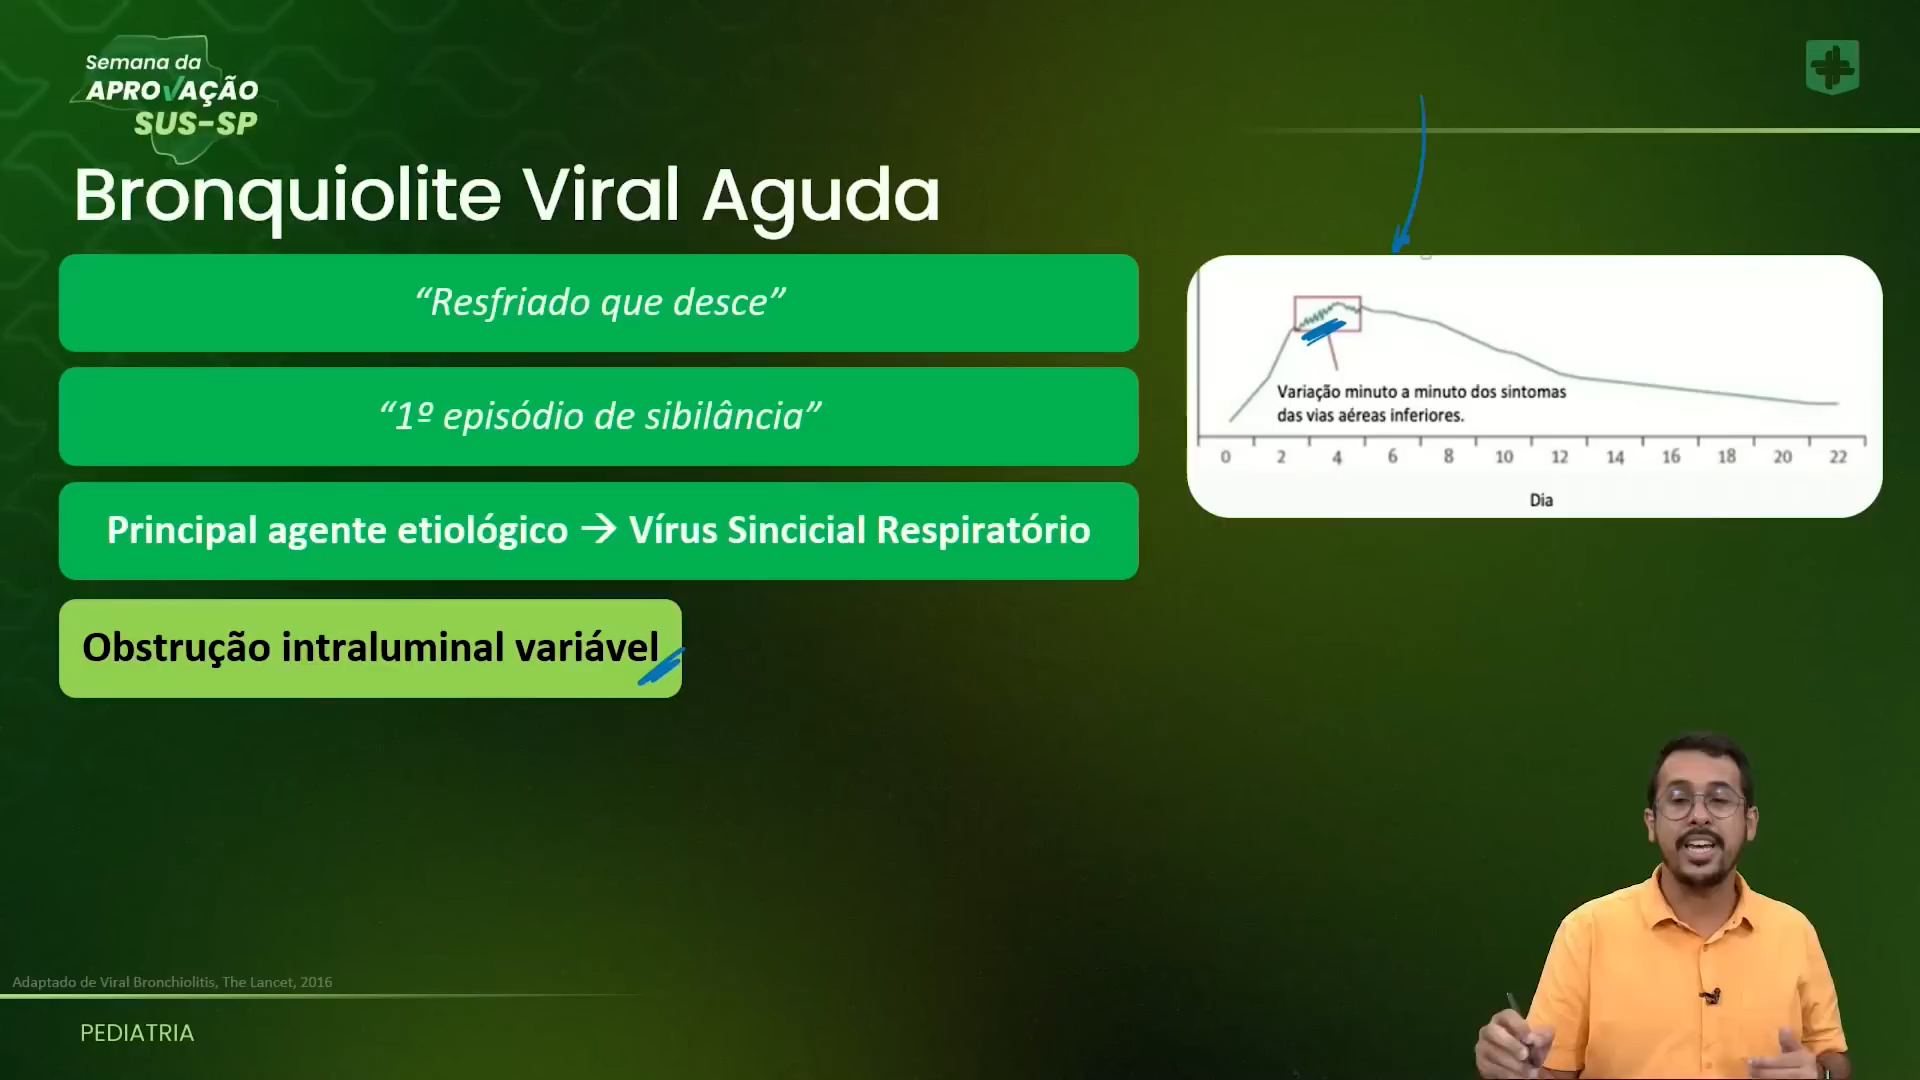 Semana da
APROVAÇÃO
SUS-SP
Bronquiolite Viral Aguda
“Resfriado que desce”
“1º episódio de sibilância”
Principal agente etiológico → Vírus Sincicial Respiratório
Obstrução intraluminal variável
Variação minuto a minuto dos sintomas
das vias aéreas inferiores.
0 2 4 6 8 10 12 14 16 18 20 22
Dia
Adaptado de Viral Bronchiolitis, The Lancet, 2016
PEDIATRIA